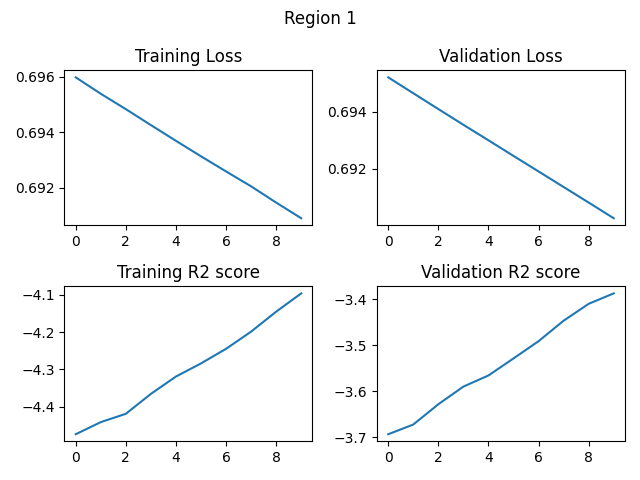 Region 1
Training Loss
0.696
0.694
0.692
0 2 4 6 8
Validation Loss
0.694
0.692
0 2 4 6 8
Training R2 score
−4.1
−4.2
−4.3
−4.4
0 2 4 6 8
Validation R2 score
−3.4
−3.5
−3.6
−3.7
0 2 4 6 8